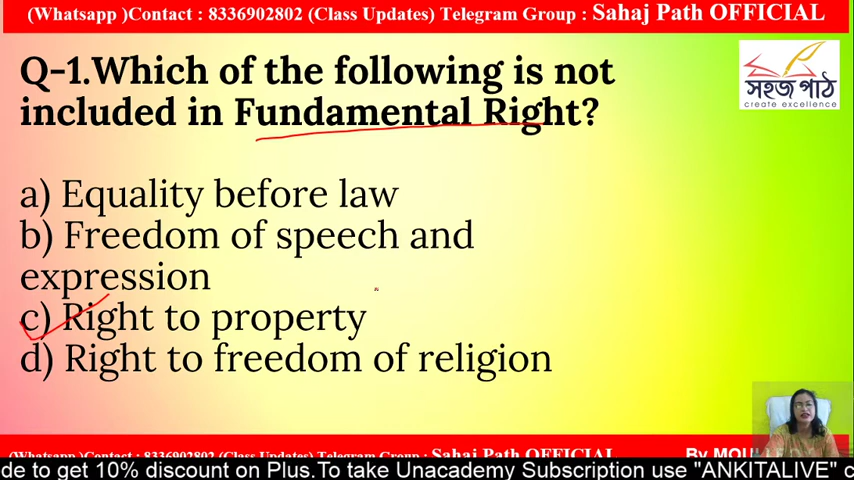 (Whatsapp )Contact : 8336902802 (Class Updates) Telegram Group : Sahaj Path OFFICIAL
Q-1.Which of the following is not
included in Fundamental Right?
সহজ পাঠ
create excellence
a) Equality before law
b) Freedom of speech and
expression
c) Right to property
d) Right to freedom of religion
(Whatsapp )Contact : 8336902802 (Class Updates) Telegram Group : Sahaj Path OFFICIAL
By MOU
de to get 10% discount on Plus.To take Unacademy Subscription use "ANKITALIVE" c